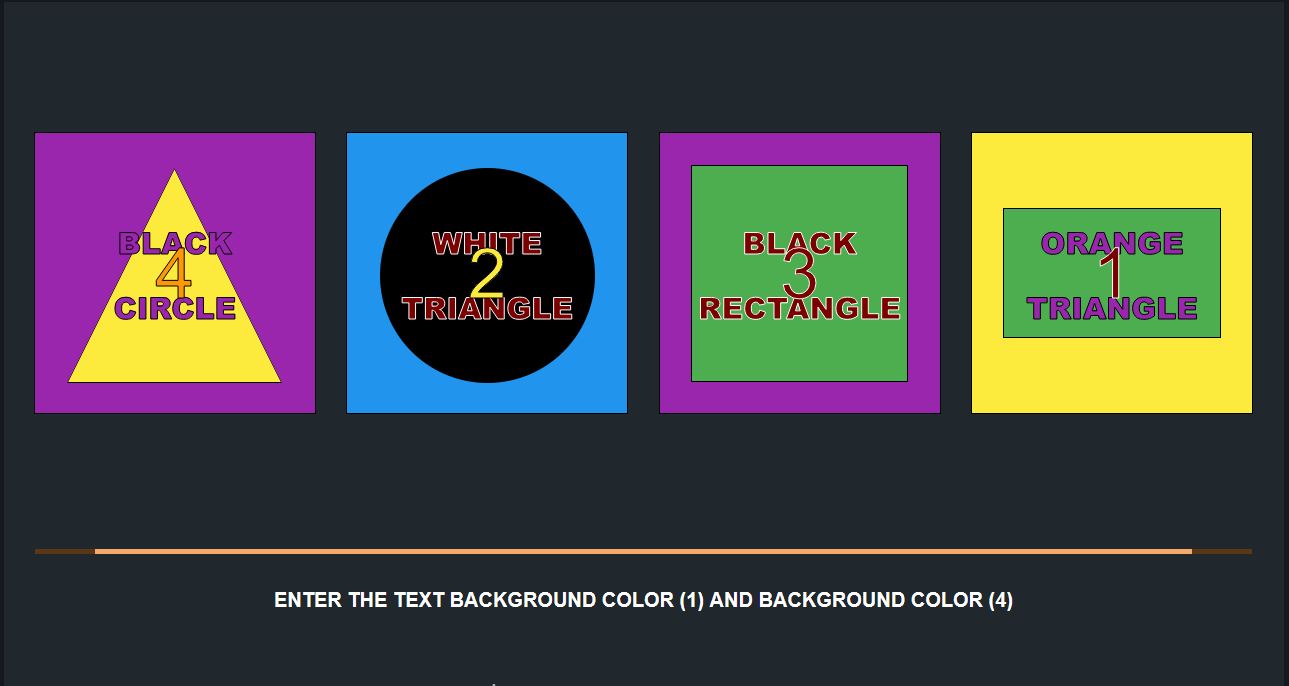 BLACK
4
CIRCLE
WHITE
2
TRIANGLE
BLACK
3
RECTANGLE
ORANGE
1
TRIANGLE
ENTER THE TEXT BACKGROUND COLOR (1) AND BACKGROUND COLOR (4)